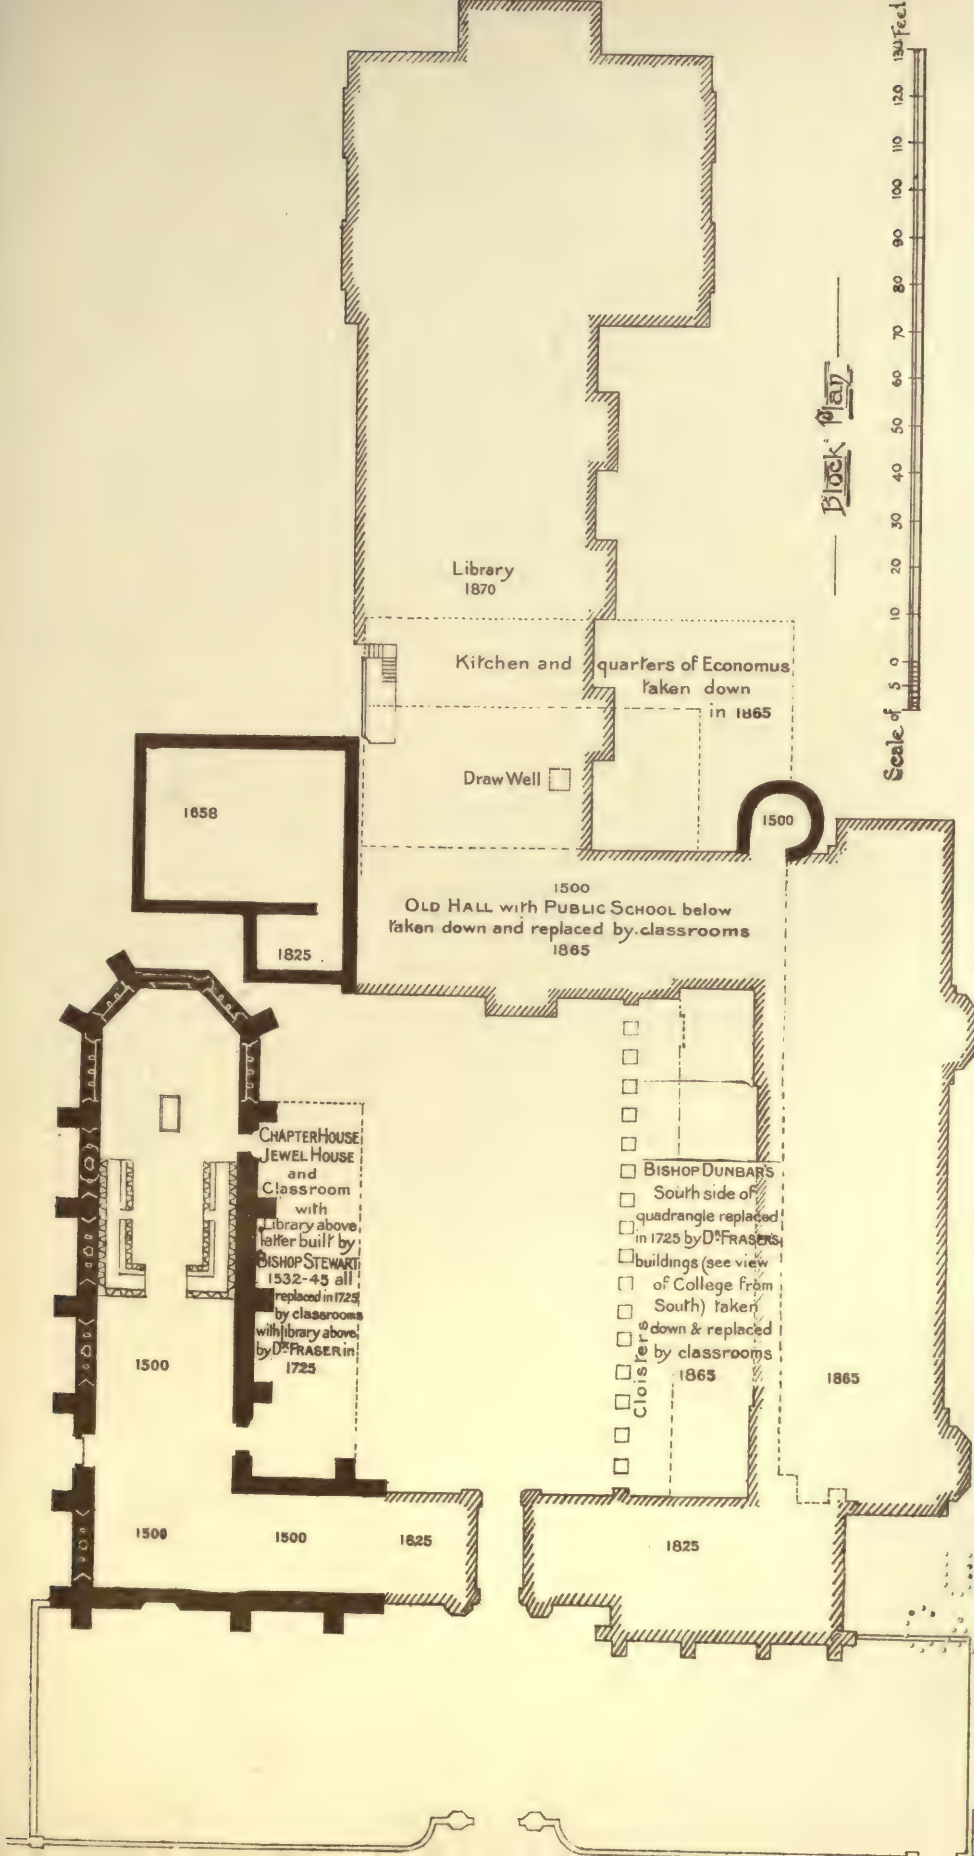 Scale of 5 0 10 20 30 40 50 60 70 80 90 100 110 120 130 Feet
Block Plan
Library
1870
Kitchen and quarters of Economus
taken down
in 1865
Draw Well
1658
1500
1500
OLD HALL with PUBLIC SCHOOL below
taken down and replaced by classrooms
1865
1825
CHAPTER HOUSE
JEWEL HOUSE
and
Classroom
with
Library above
latter built by
BISHOP STEWART
1532-45 all
replaced in 1725
by classrooms
with library above
by DR FRASER in
1725
BISHOP DUNBAR'S
South side of
quadrangle replaced
in 1725 by DR FRASER'S
buildings (see view
of College from
South) taken
down & replaced
by classrooms
1865
Cloisters
1500
1865
1500
1500
1825
1825